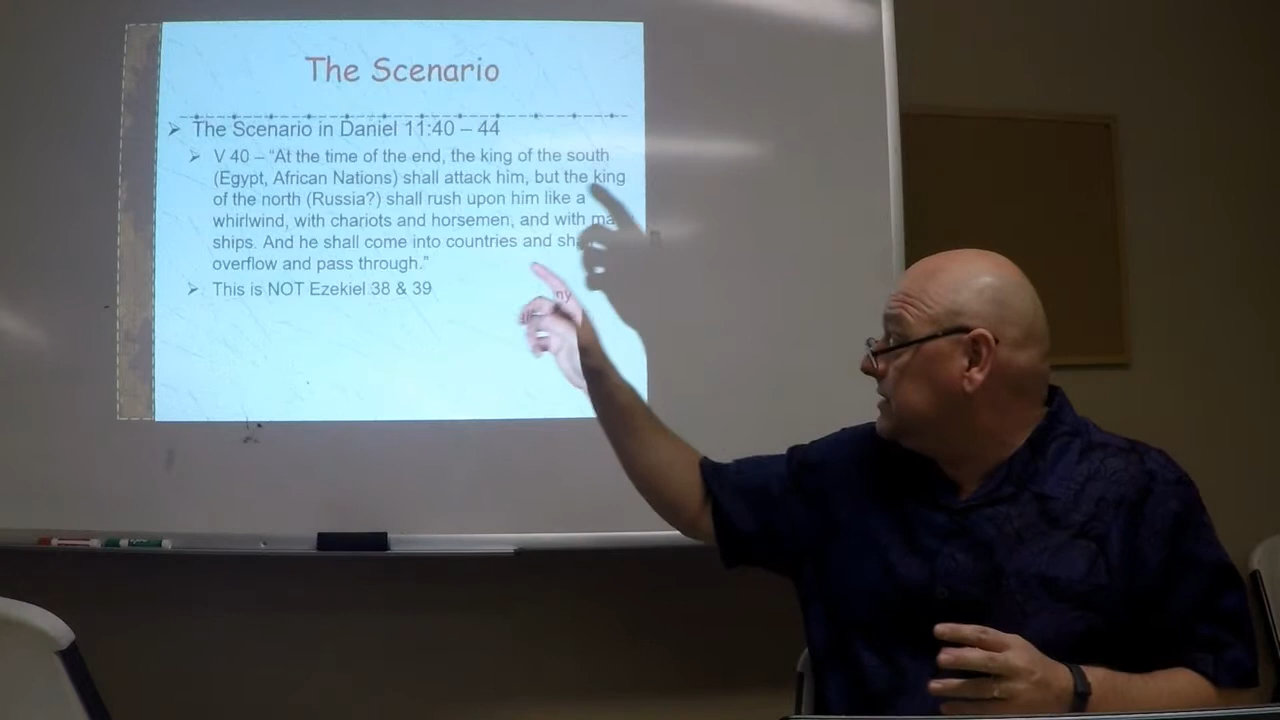 The Scenario
The Scenario in Daniel 11:40 – 44
V 40 – “At the time of the end, the king of the south
(Egypt, African Nations) shall attack him, but the king
of the north (Russia?) shall rush upon him like a
whirlwind, with chariots and horsemen, and with
ships. And he shall come into countries and
overflow and pass through.”
This is NOT Ezekiel 38 & 39